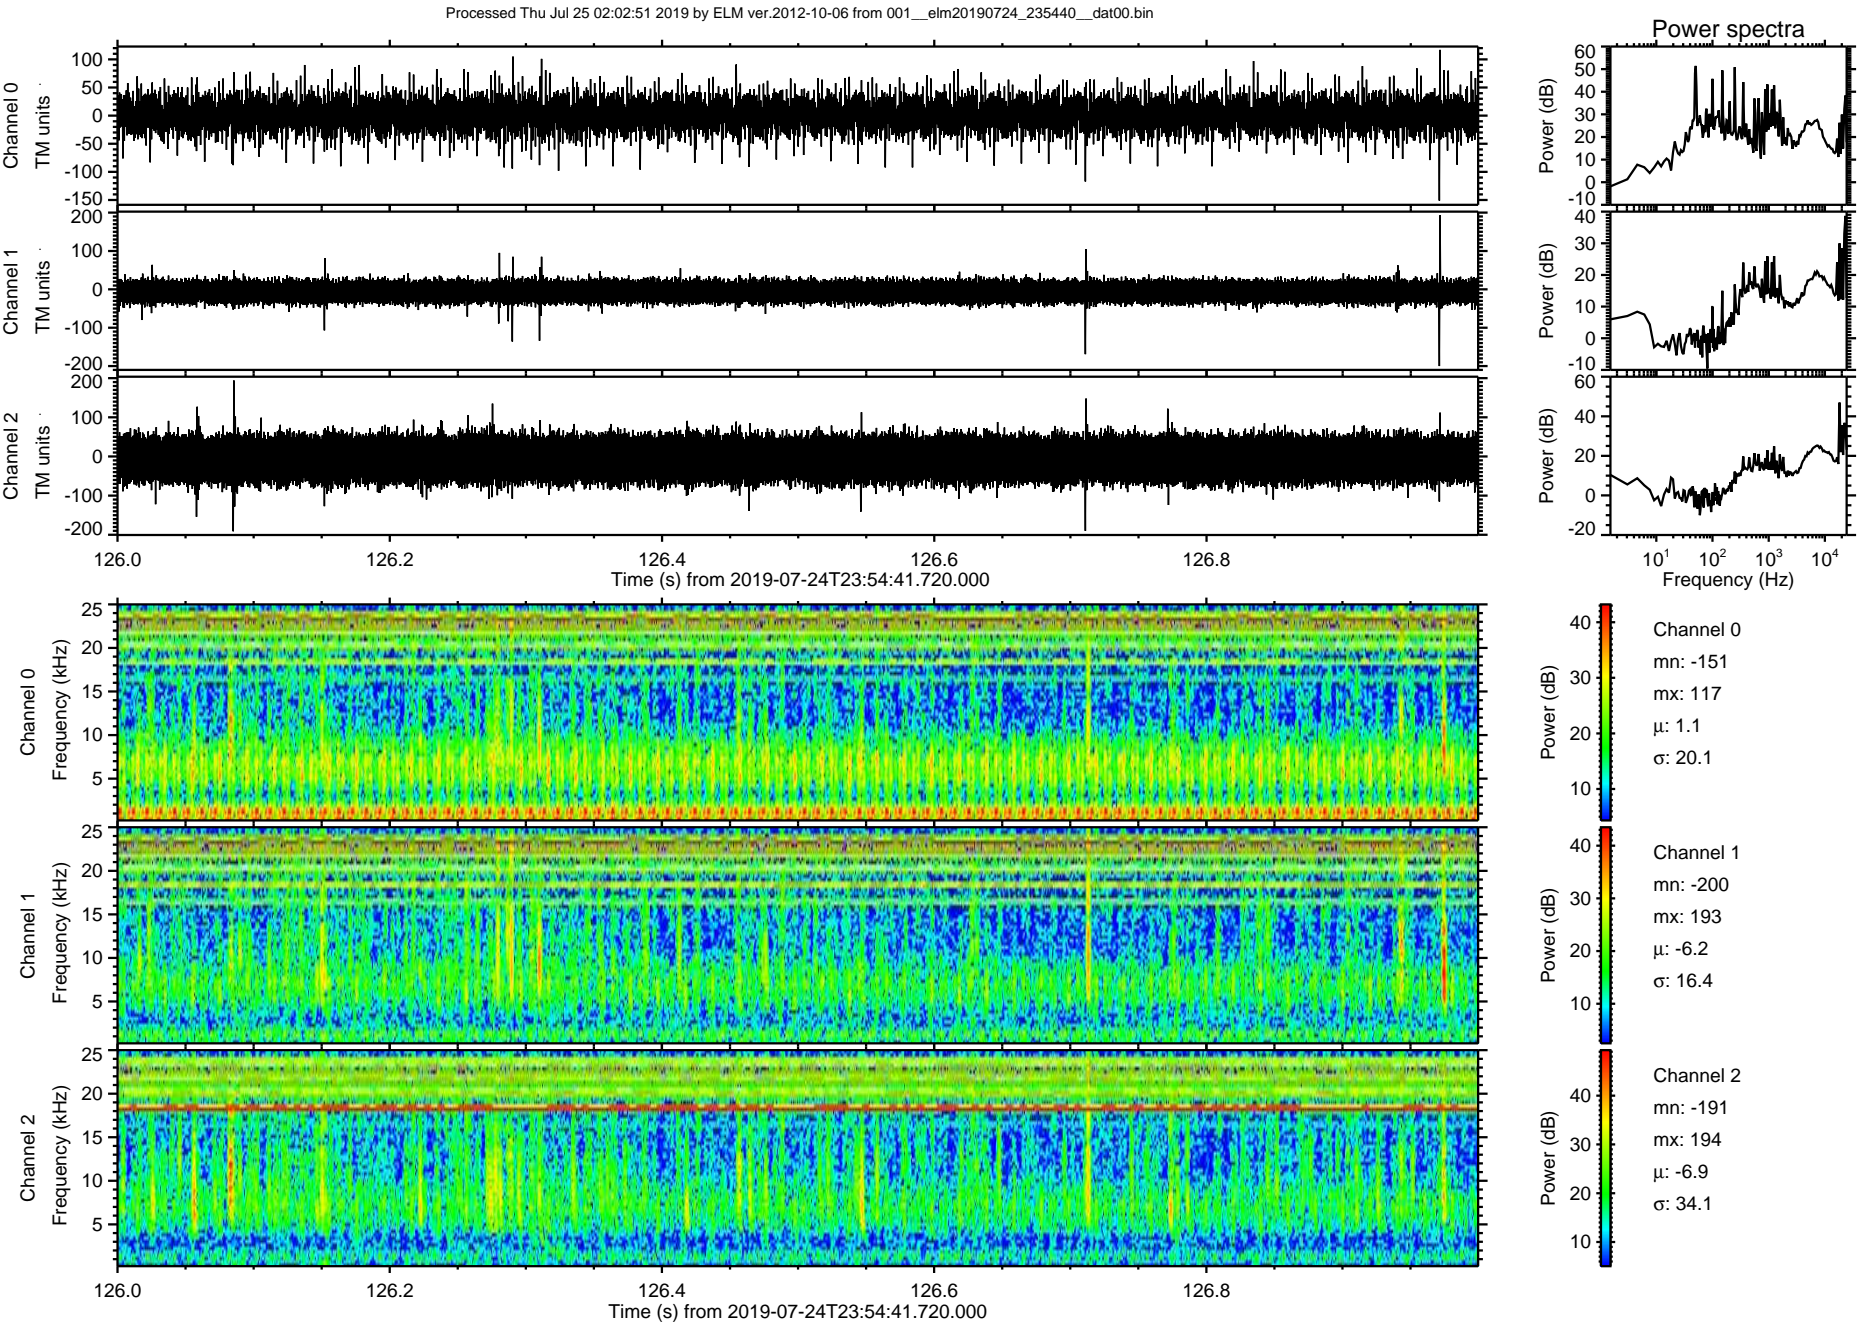 Processed Thu Jul 25 02:02:51 2019 by ELM ver.2012-10-06 from 001__elm20190724_235440__dat00.bin
Power spectra
Channel 0
TM units
100
50
0
-50
-100
-150
Power (dB)
60
50
40
30
20
10
0
-10
Channel 1
TM units
200
100
0
-100
-200
Power (dB)
40
30
20
10
0
-10
Channel 2
TM units
200
100
0
-100
-200
Power (dB)
60
40
20
0
-20
126.0 126.2 126.4 126.6 126.8
Time (s) from 2019-07-24T23:54:41.720.000
10^1 10^2 10^3 10^4
Frequency (Hz)
Channel 0
Frequency (kHz)
25
20
15
10
5
Power (dB)
40
30
20
10
Channel 0
mn: -151
mx: 117
μ: 1.1
σ: 20.1
Channel 1
Frequency (kHz)
25
20
15
10
5
Power (dB)
40
30
20
10
Channel 1
mn: -200
mx: 193
μ: -6.2
σ: 16.4
Channel 2
Frequency (kHz)
25
20
15
10
5
Power (dB)
40
30
20
10
Channel 2
mn: -191
mx: 194
μ: -6.9
σ: 34.1
126.0 126.2 126.4 126.6 126.8
Time (s) from 2019-07-24T23:54:41.720.000